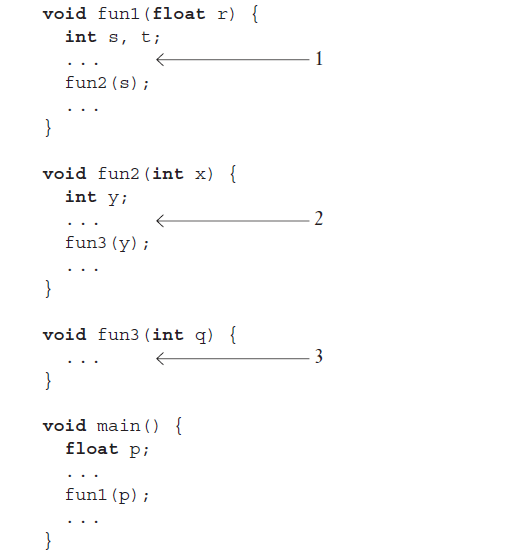 void fun1(float r) {
  int s, t;
  ... 1
  fun2(s);
  ...
}
void fun2(int x) {
  int y;
  ... 2
  fun3(y);
  ...
}
void fun3(int q) {
  ... 3
}
void main() {
  float p;
  ...
  fun1(p);
  ...
}